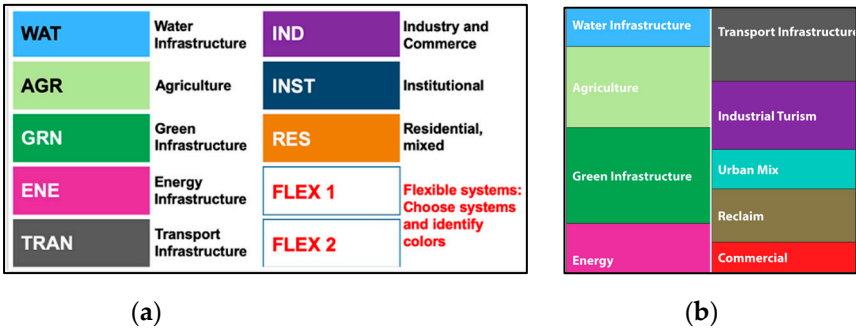 WAT
Water
Infrastructure
IND
Industry and
Commerce
AGR
Agriculture
INST
Institutional
GRN
Green
Infrastructure
RES
Residential,
mixed
ENE
Energy
Infrastructure
FLEX 1
Flexible systems:
Choose systems
and identify
colors
TRAN
Transport
Infrastructure
FLEX 2
(a)
Water Infrastructure
Agriculture
Green Infrastructure
Energy
Transport Infrastructure
Industrial Turism
Urban Mix
Reclaim
Commercial
(b)